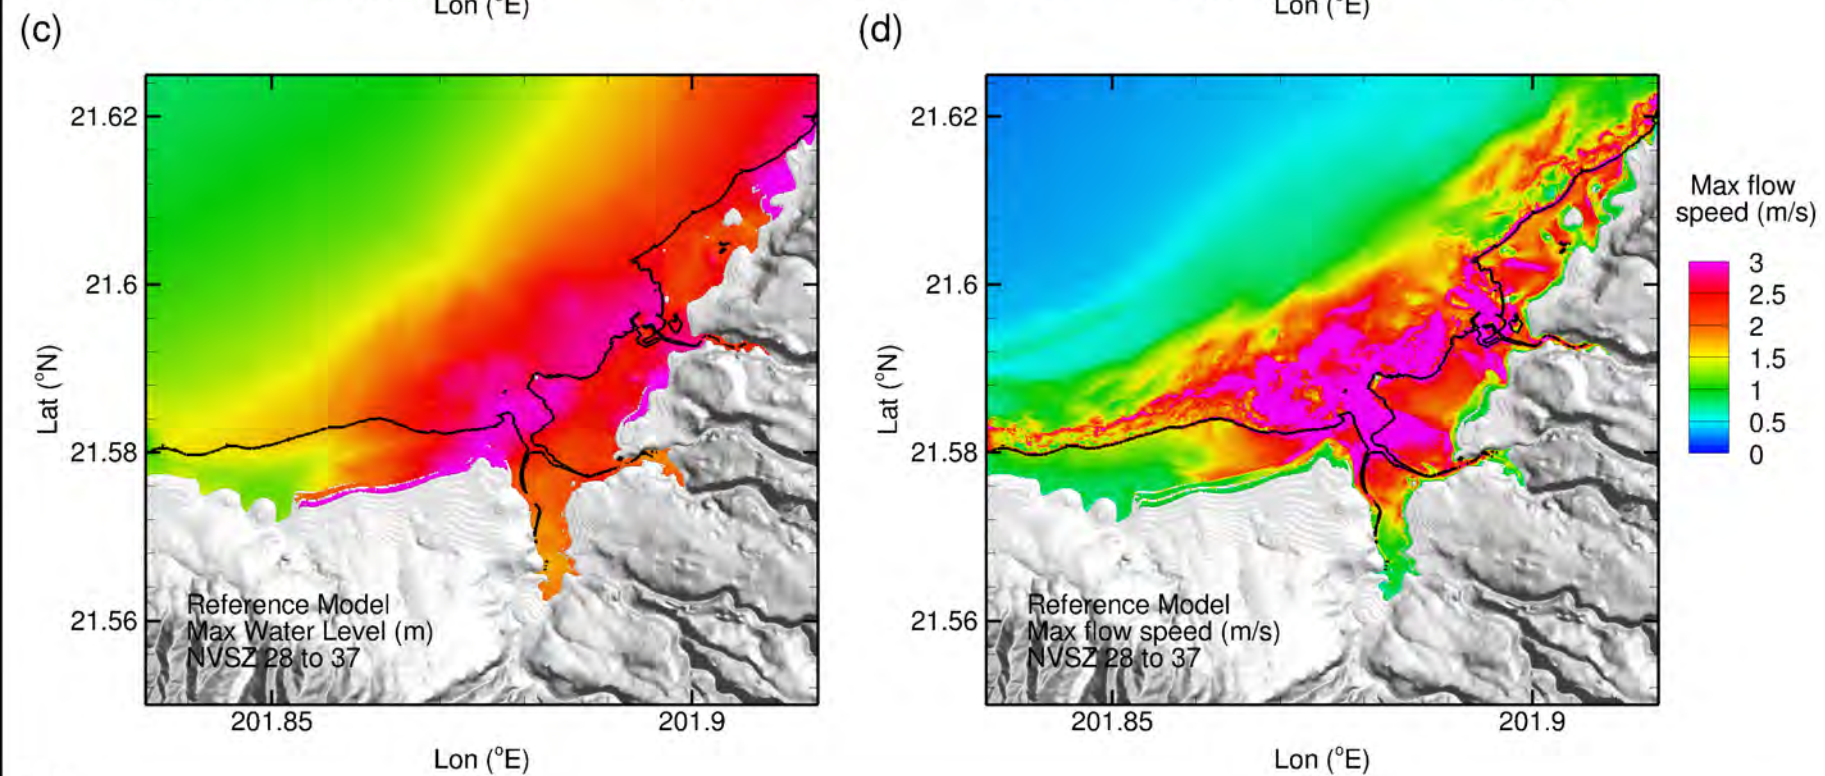 Lon (°E)
Lon (°E)
(c)
(d)
21.62
21.6
21.58
21.56
Lat (°N)
Reference Model
Max Water Level (m)
NVSZ 28 to 37
201.85
201.9
Lon (°E)
21.62
21.6
21.58
21.56
Lat (°N)
Reference Model
Max flow speed (m/s)
NVSZ 28 to 37
201.85
201.9
Lon (°E)
Max flow
speed (m/s)
3
2.5
2
1.5
1
0.5
0